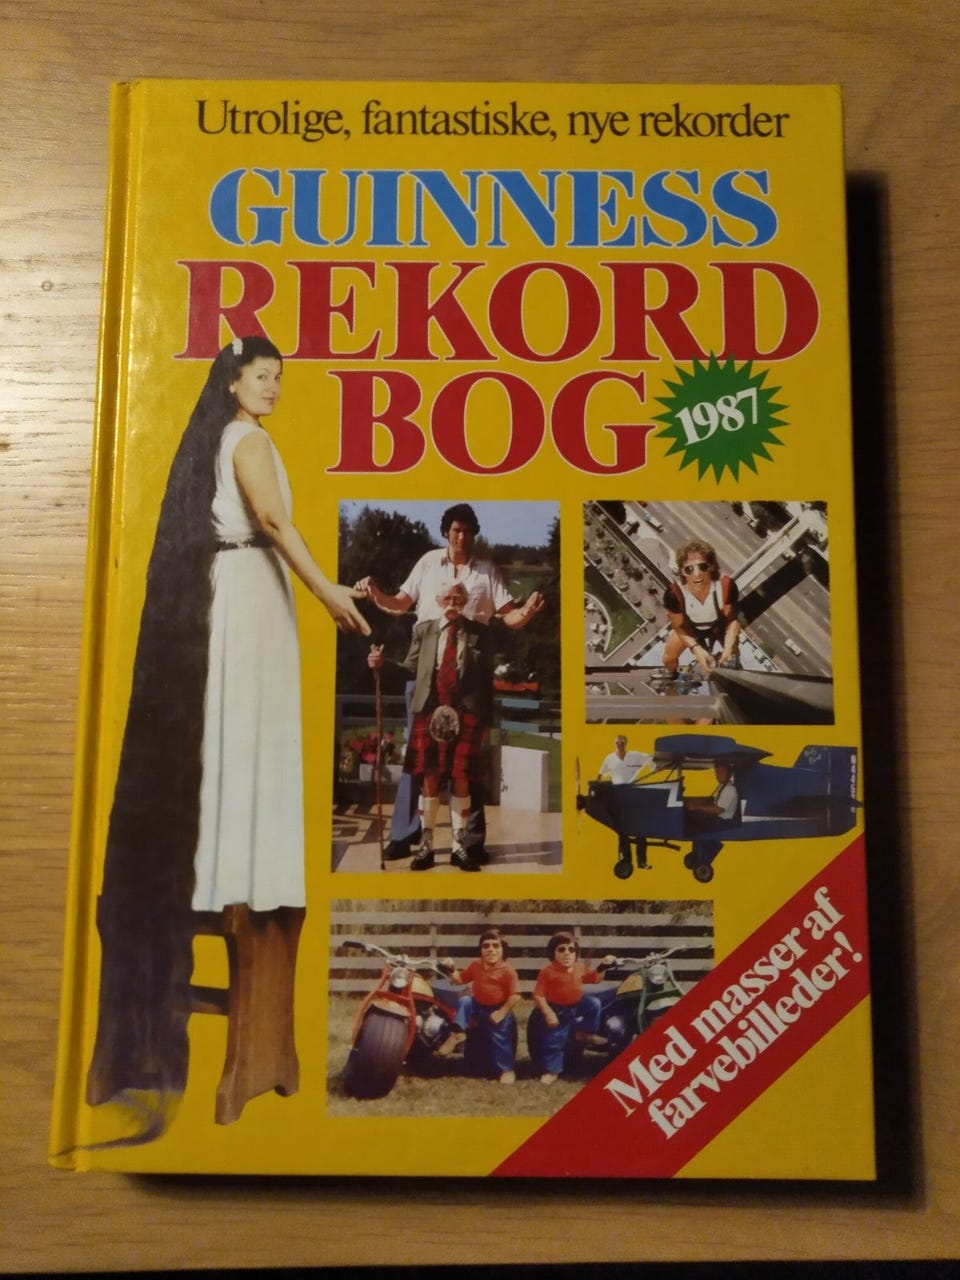 Utrolige, fantastiske, nye rekorder
GUINNESS
REKORD
BOG
1987
Med masser af
farvebilleder!